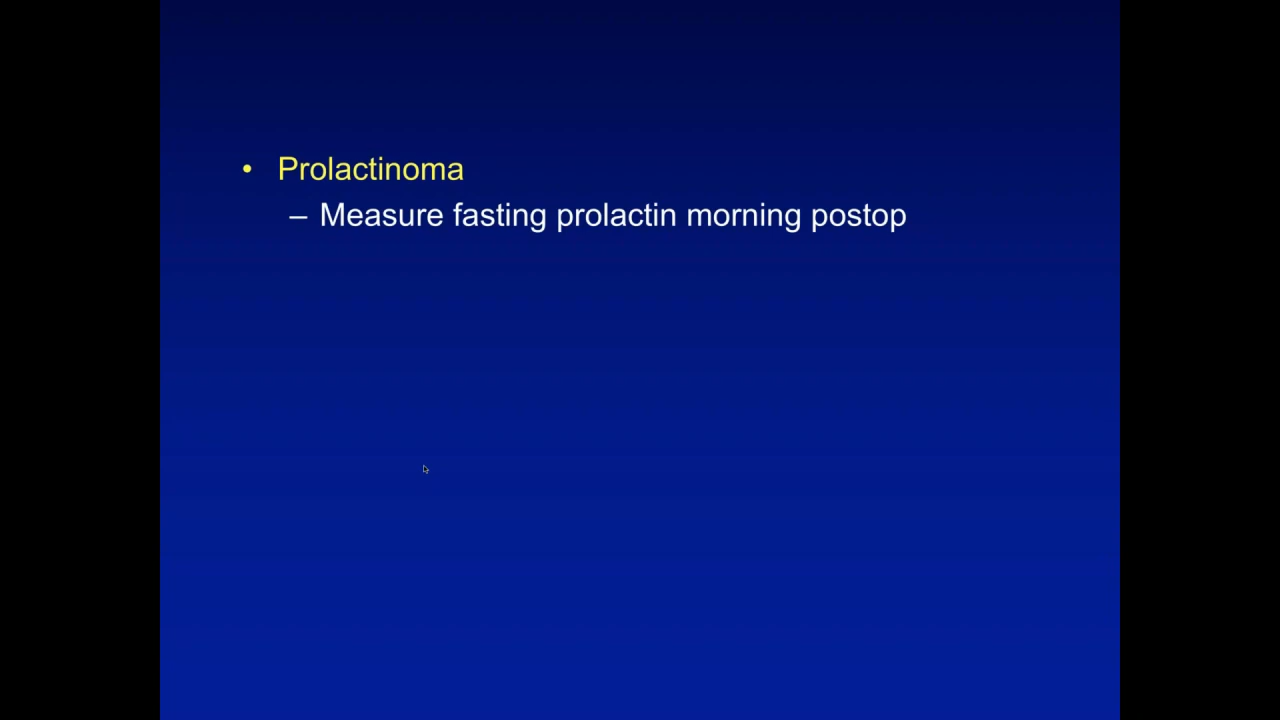 • Prolactinoma
– Measure fasting prolactin morning postop